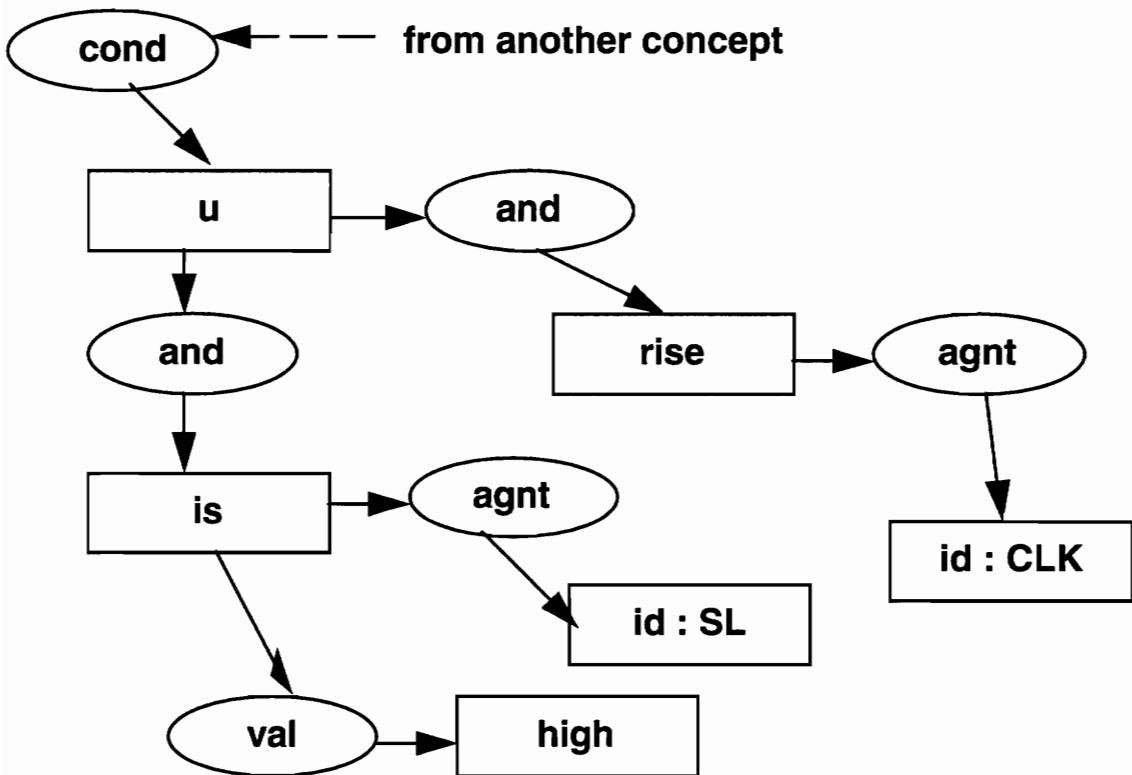 cond
from another concept
u
and
and
rise
agnt
is
agnt
id : CLK
id : SL
val
high